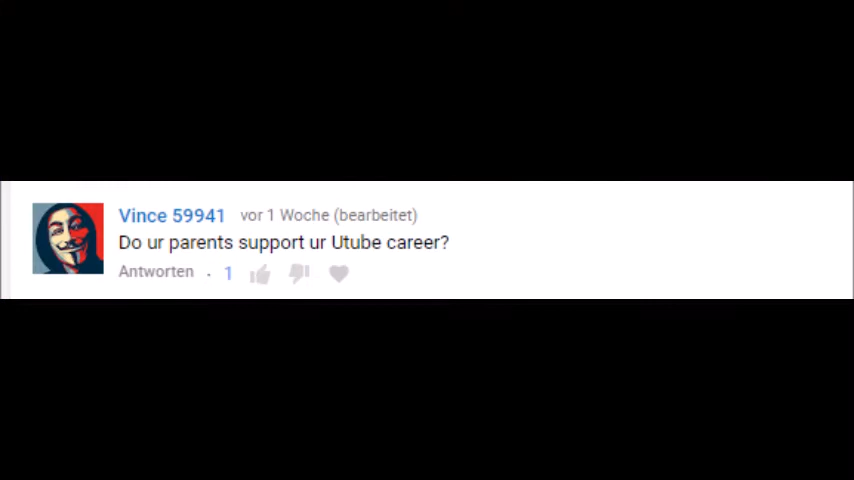 Vince 59941 vor 1 Woche (bearbeitet)
Do ur parents support ur Utube career?
Antworten . 1